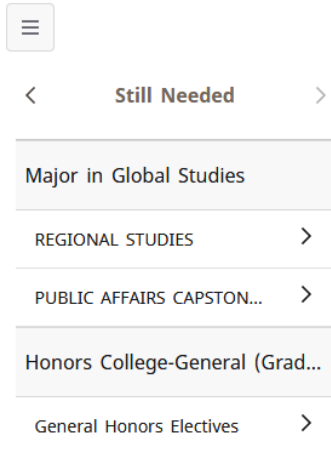 Still Needed
Major in Global Studies
REGIONAL STUDIES
PUBLIC AFFAIRS CAPSTON...
Honors College-General (Grad...
General Honors Electives